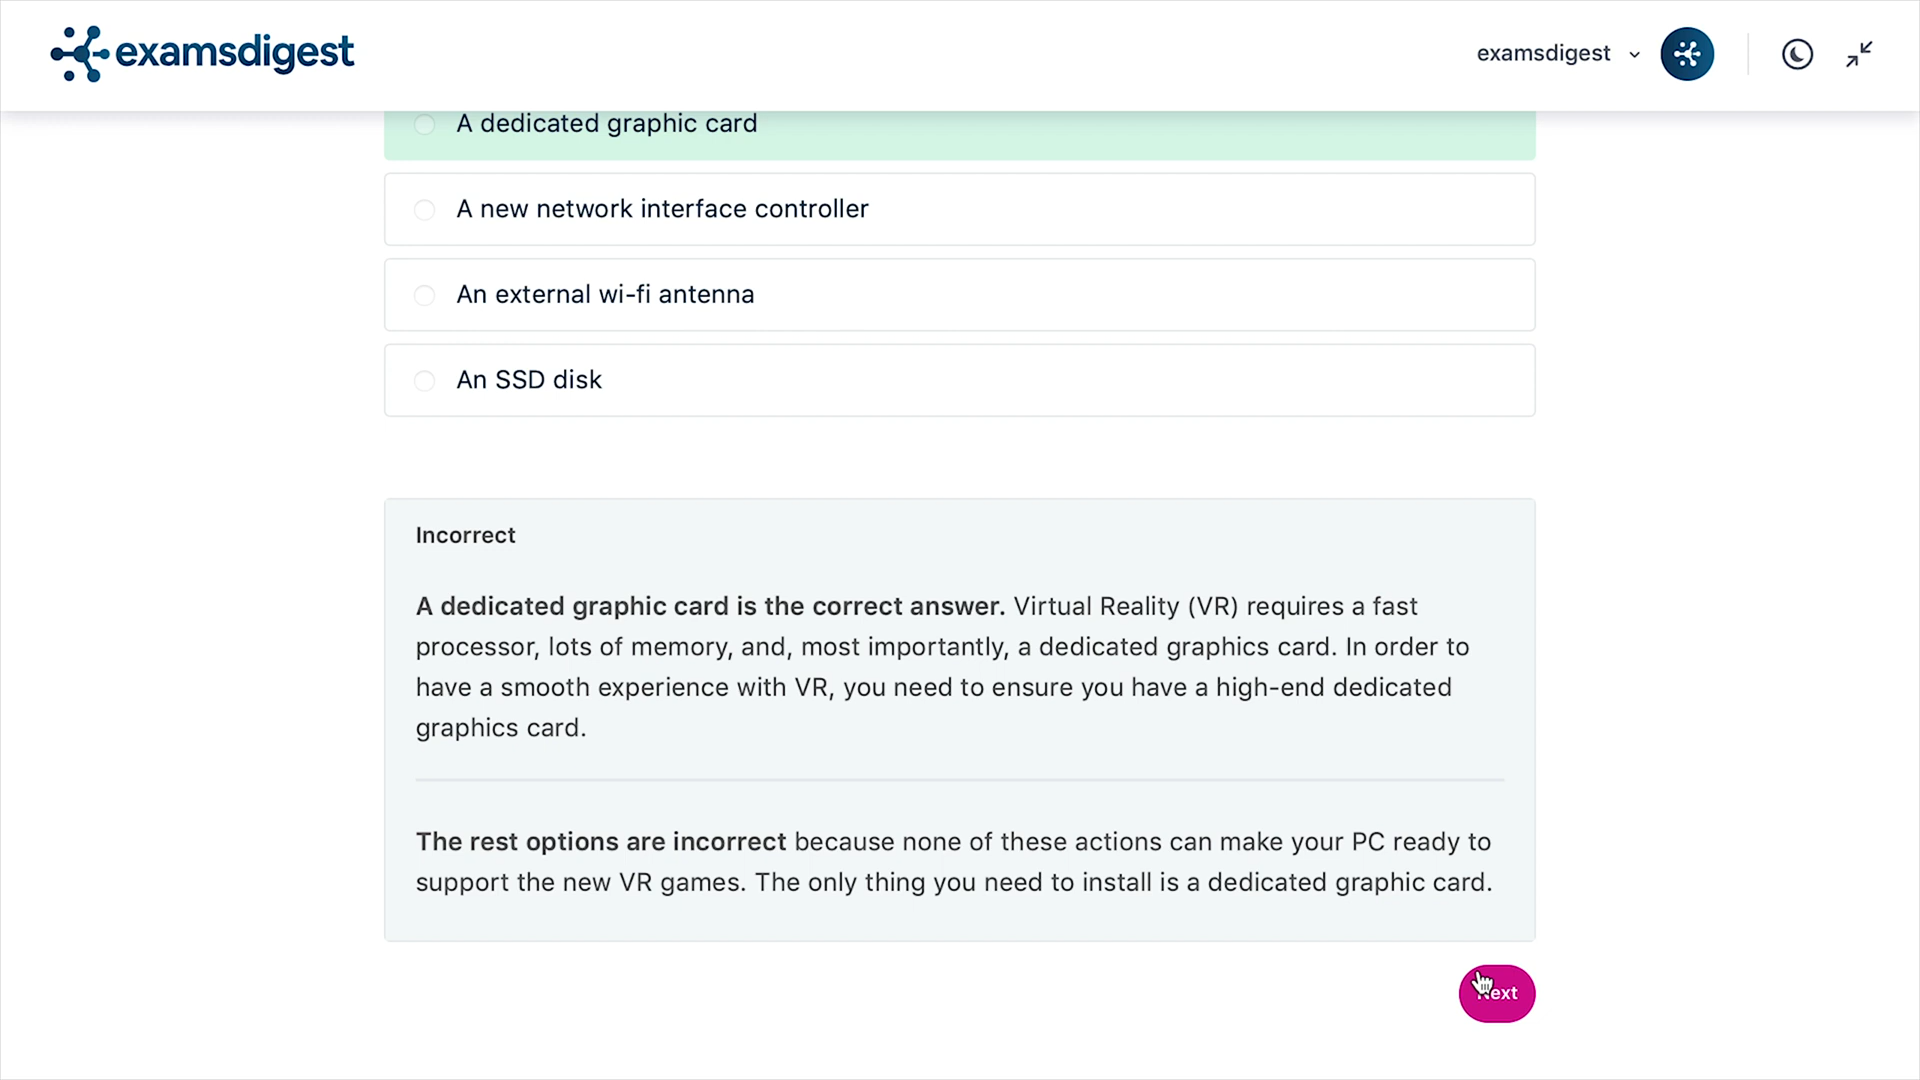 examsdigest
examsdigest
A dedicated graphic card
A new network interface controller
An external wi-fi antenna
An SSD disk
Incorrect
A dedicated graphic card is the correct answer. Virtual Reality (VR) requires a fast
processor, lots of memory, and, most importantly, a dedicated graphics card. In order to
have a smooth experience with VR, you need to ensure you have a high-end dedicated
graphics card.
The rest options are incorrect because none of these actions can make your PC ready to
support the new VR games. The only thing you need to install is a dedicated graphic card.
Next